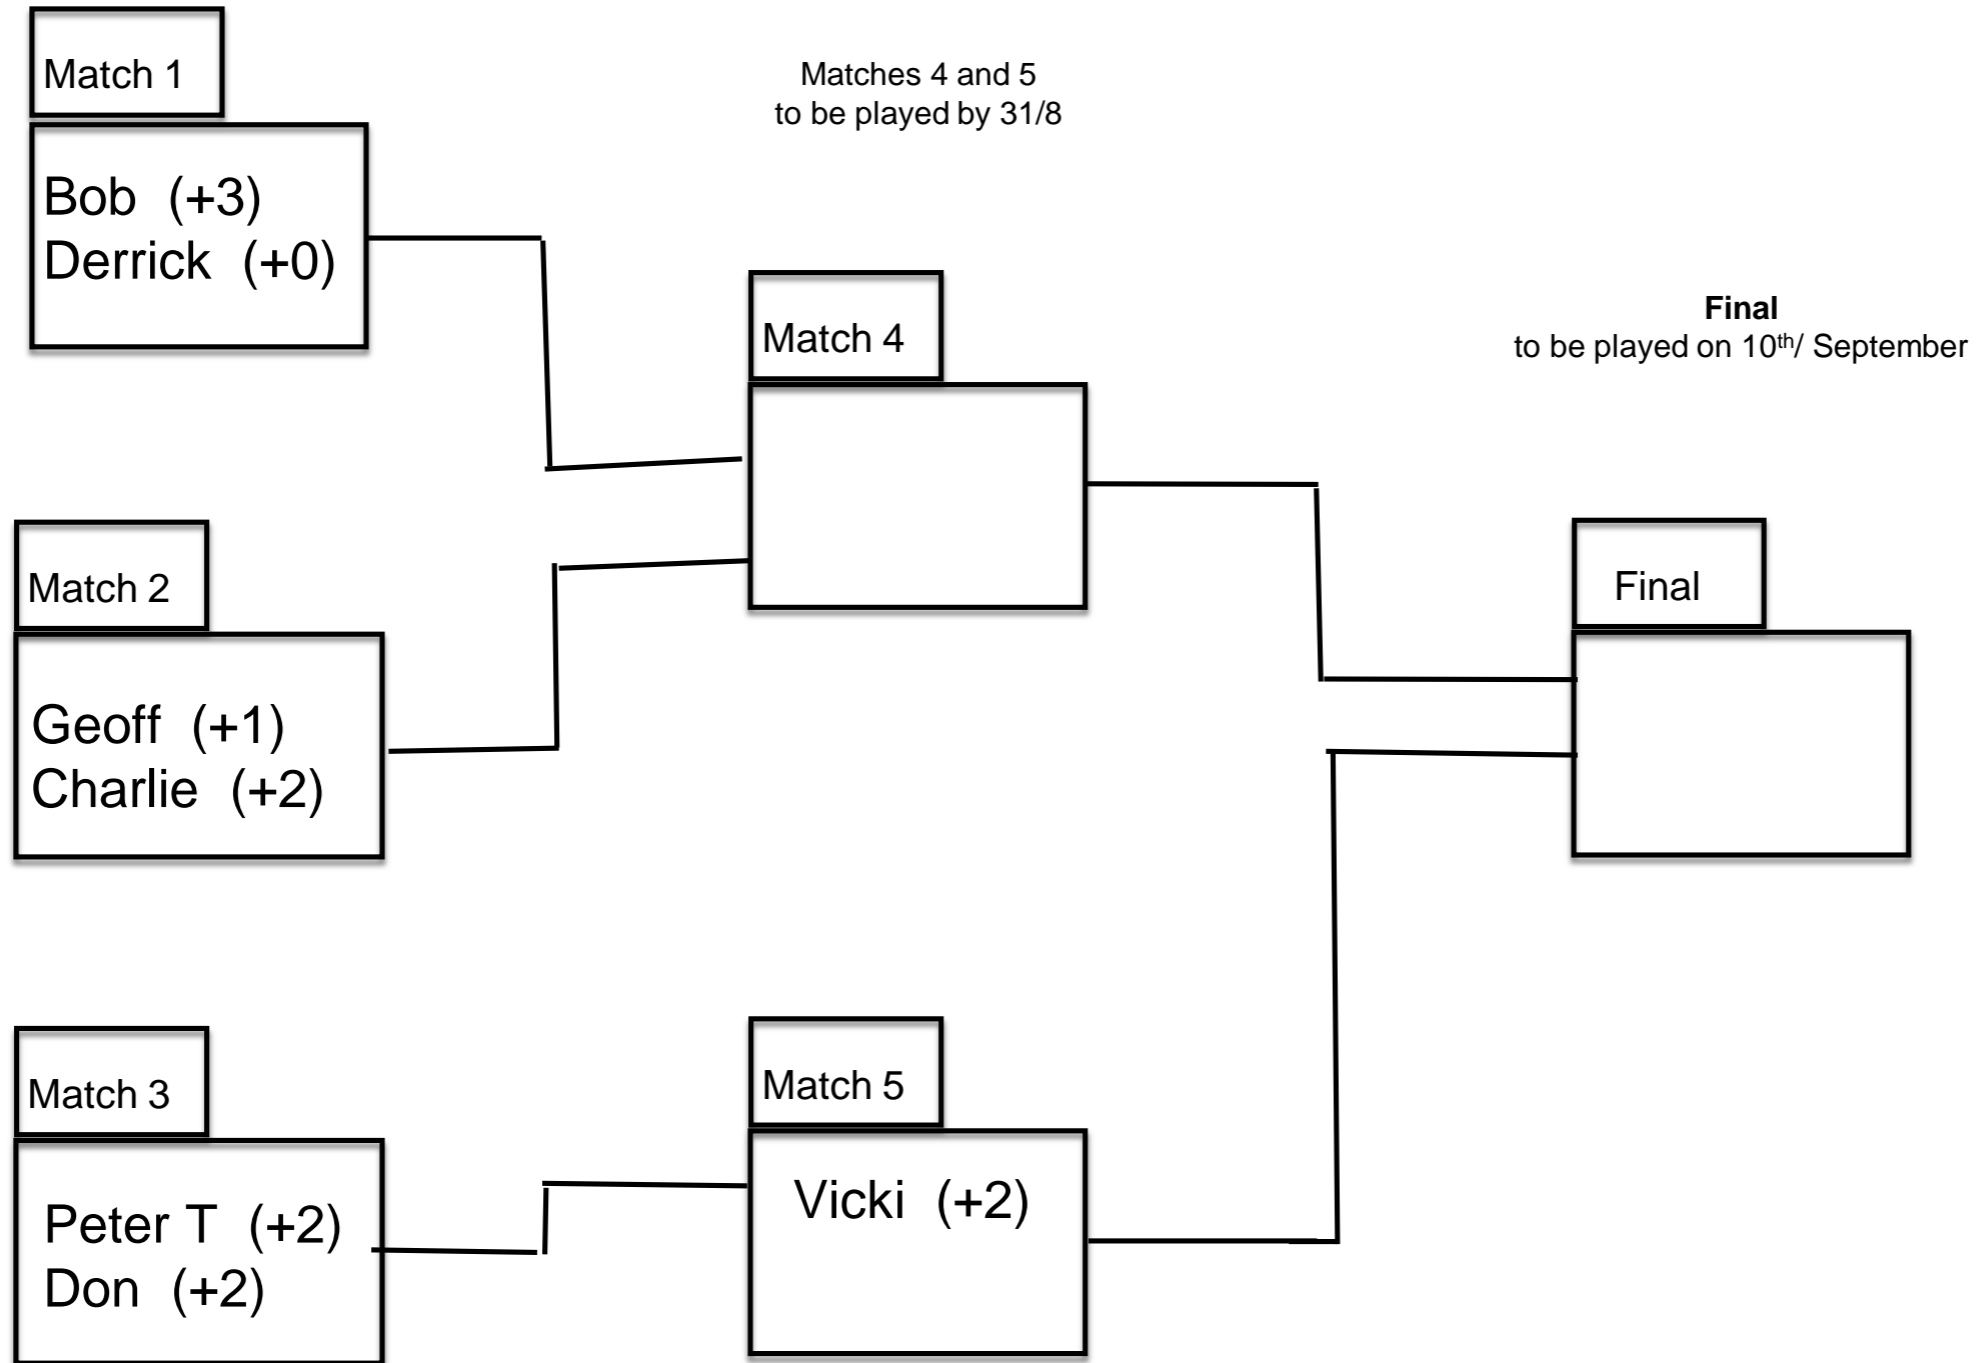 Match 1
Bob (+3)
Derrick (+0)
Match 2
Geoff (+1)
Charlie (+2)
Match 3
Peter T (+2)
Don (+2)
Matches 4 and 5
to be played by 31/8
Match 4
Match 5
Vicki (+2)
Final
to be played on 10th/ September
Final